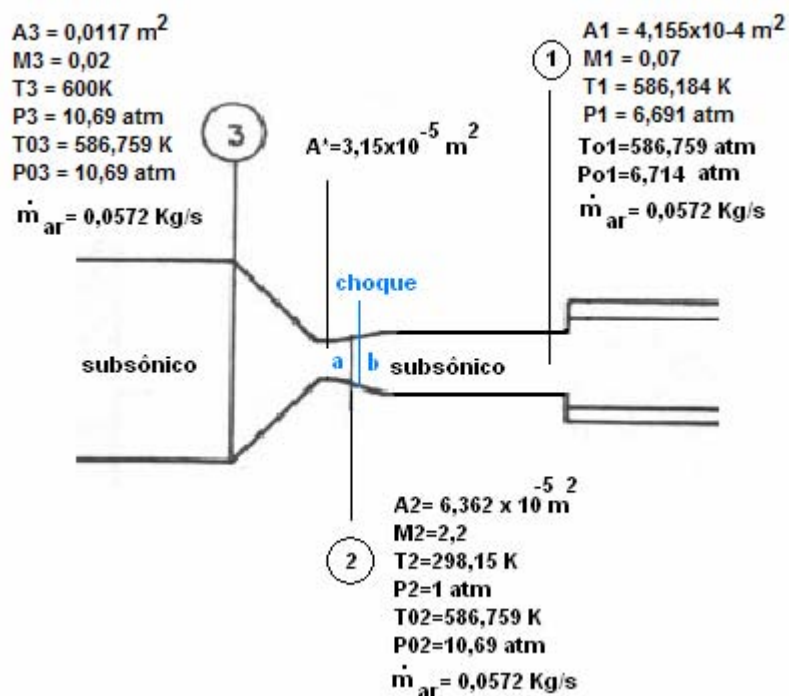 A3 = 0,0117 m²
M3 = 0,02
T3 = 600K
P3 = 10,69 atm
T03 = 586,759 K
P03 = 10,69 atm
ṁ ar = 0,0572 Kg/s
3
A*=3,15x10⁻⁵ m²
1
A1 = 4,155x10-4 m²
M1 = 0,07
T1 = 586,184 K
P1 = 6,691 atm
To1=586,759 atm
Po1=6,714 atm
ṁ ar = 0,0572 Kg/s
choque
subsônico
a
b
subsônico
2
A2= 6,362 x 10⁻⁵ m²
M2=2,2
T2=298,15 K
P2=1 atm
T02=586,759 K
P02=10,69 atm
ṁ ar = 0,0572 Kg/s